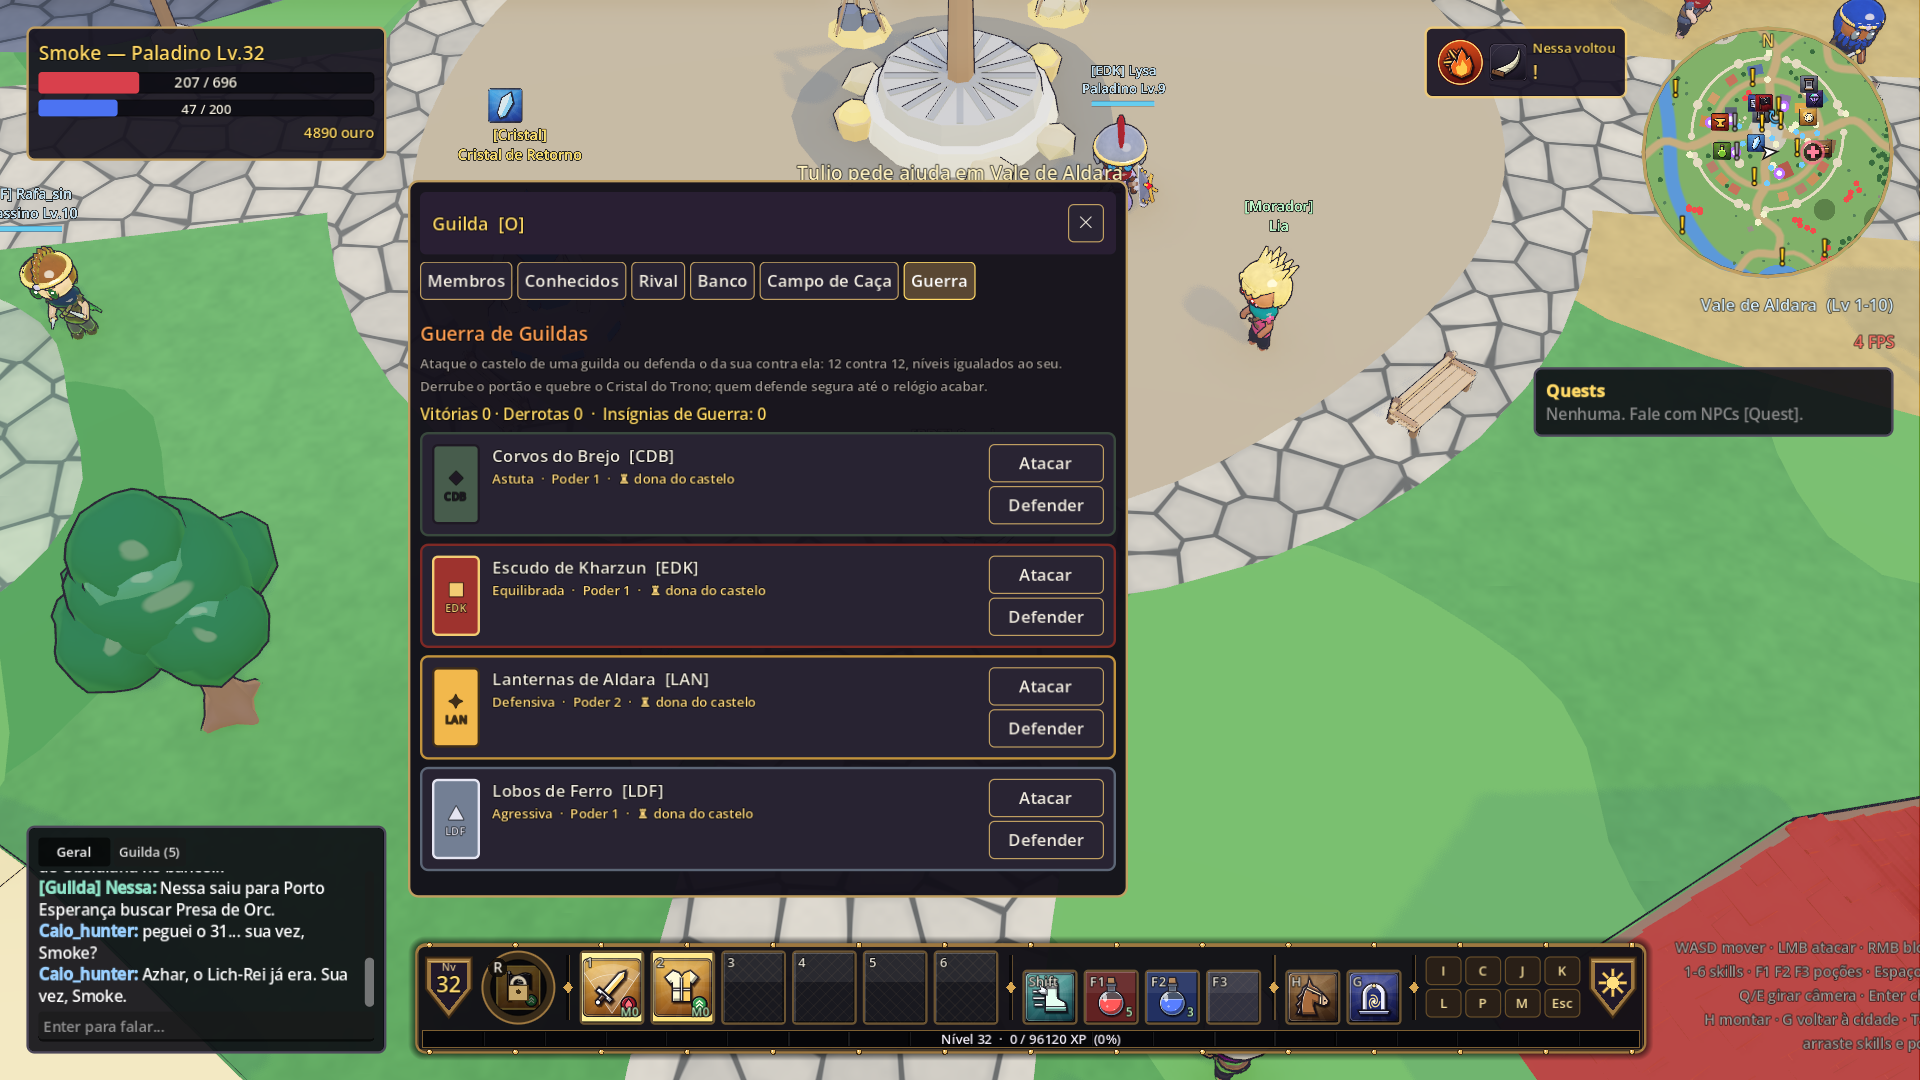 Smoke — Paladino Lv.32
207 / 696
47 / 200
4890 ouro
[Cristal]
Cristal de Retorno
[EDK] Lysa
Paladino Lv.9
Tulio pede ajuda em Vale de Aldara
Nessa voltou
!
N
Rafa_sin
Lv.10
[Morador]
Lia
Vale de Aldara (Lv 1-10)
4 FPS
Quests
Nenhuma. Fale com NPCs [Quest].
Guilda [O]
Membros
Conhecidos
Rival
Banco
Campo de Caça
Guerra
Guerra de Guildas
Ataque o castelo de uma guilda ou defenda o da sua contra ela: 12 contra 12, níveis igualados ao seu.
Derrube o portão e quebre o Cristal do Trono; quem defende segura até o relógio acabar.
Vitórias 0 · Derrotas 0 · Insígnias de Guerra: 0
CDB
Corvos do Brejo [CDB]
Astuta · Poder 1 · ♜ dona do castelo
Atacar
Defender
EDK
Escudo de Kharzun [EDK]
Equilibrada · Poder 1 · ♜ dona do castelo
Atacar
Defender
LAN
Lanternas de Aldara [LAN]
Defensiva · Poder 2 · ♜ dona do castelo
Atacar
Defender
LDF
Lobos de Ferro [LDF]
Agressiva · Poder 1 · ♜ dona do castelo
Atacar
Defender
Geral
Guilda (5)
[Guilda] Nessa: Nessa saiu para Porto
Esperança buscar Presa de Orc.
Calo_hunter: peguei o 31... sua vez,
Smoke?
Calo_hunter: Azhar, o Lich-Rei já era. Sua
vez, Smoke.
Enter para falar...
Nv
32
R
1
M0
2
M0
3
4
5
6
Shift
F1
5
F2
3
F3
H
G
I
C
J
K
L
P
M
Esc
Nível 32 · 0 / 96120 XP (0%)
WASD mover · LMB atacar · RMB
1-6 skills · F1 F2 F3 poções ·
Q/E girar câmera · Enter
H montar · G voltar à cidade ·
arraste skills e